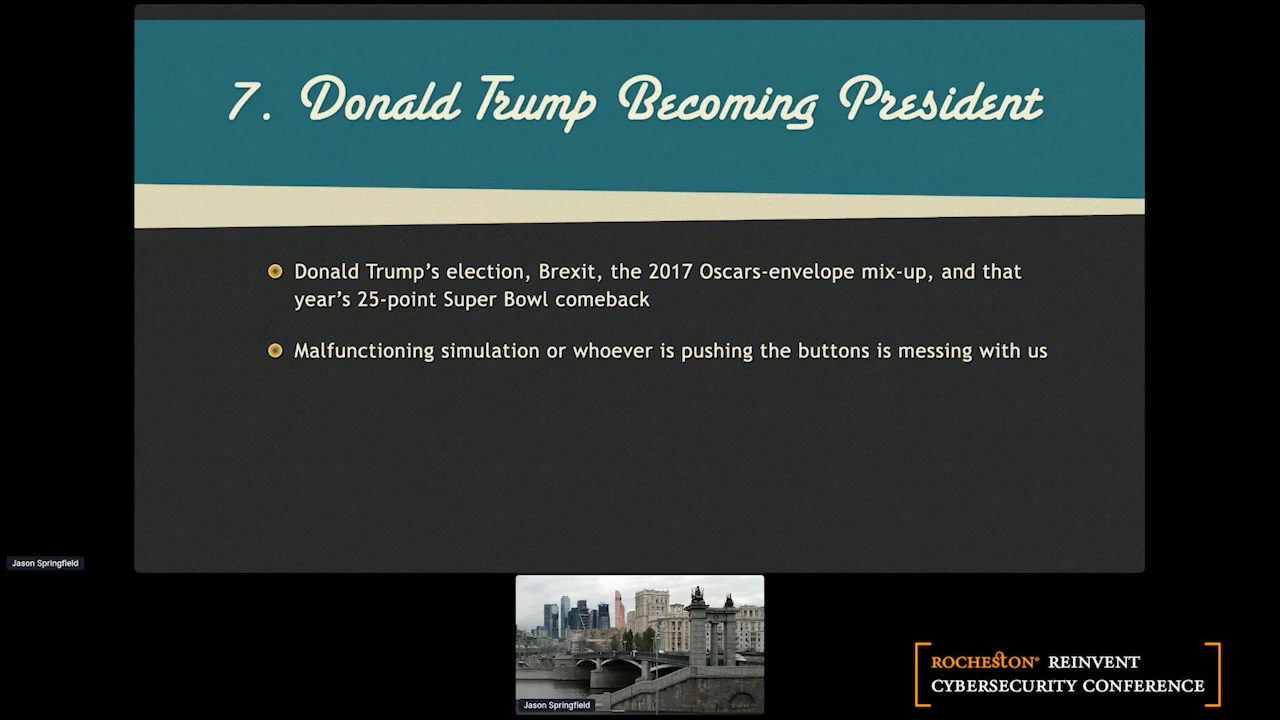 7. Donald Trump Becoming President
Donald Trump’s election, Brexit, the 2017 Oscars-envelope mix-up, and that
year’s 25-point Super Bowl comeback
Malfunctioning simulation or whoever is pushing the buttons is messing with us
Jason Springfield
Jason Springfield
ROCHESTON® REINVENT
CYBERSECURITY CONFERENCE